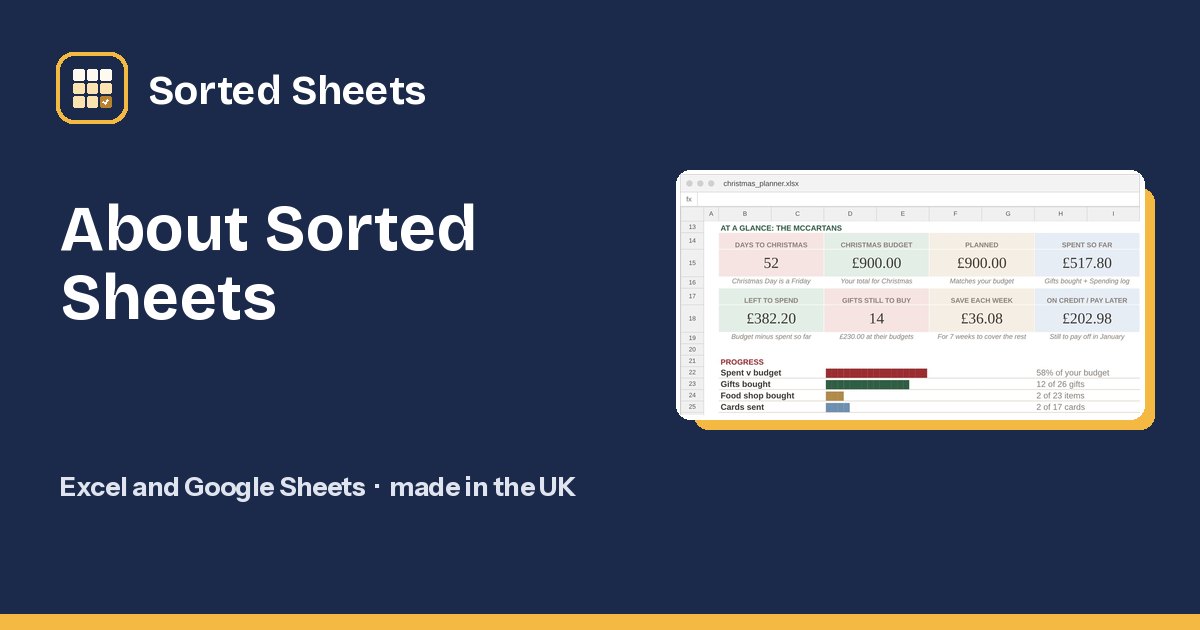 Sorted Sheets
About Sorted
Sheets
Excel and Google Sheets · made in the UK
christmas_planner.xlsx
fx
A B C D E F G H I
13 AT A GLANCE: THE MCCARTANS
14 DAYS TO CHRISTMAS CHRISTMAS BUDGET PLANNED SPENT SO FAR
15 52 £900.00 £900.00 £517.80
16 Christmas Day is a Friday Your total for Christmas Matches your budget Gifts bought + Spending log
17 LEFT TO SPEND GIFTS STILL TO BUY SAVE EACH WEEK ON CREDIT / PAY LATER
18 £382.20 14 £36.08 £202.98
19 Budget minus spent so far £230.00 at their budgets For 7 weeks to cover the rest Still to pay off in January
20
21 PROGRESS
22 Spent v budget 58% of your budget
23 Gifts bought 12 of 26 gifts
24 Food shop bought 2 of 23 items
25 Cards sent 2 of 17 cards